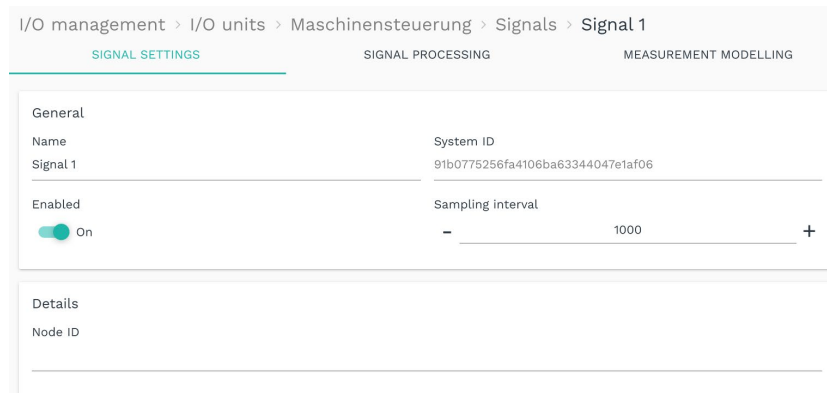 I/O management > I/O units > Maschinensteuerung > Signals > Signal 1
SIGNAL SETTINGS SIGNAL PROCESSING MEASUREMENT MODELLING
General
Name System ID
Signal 1 91b0775256fa4106ba63344047e1af06
Enabled Sampling interval
On - 1000 +
Details
Node ID